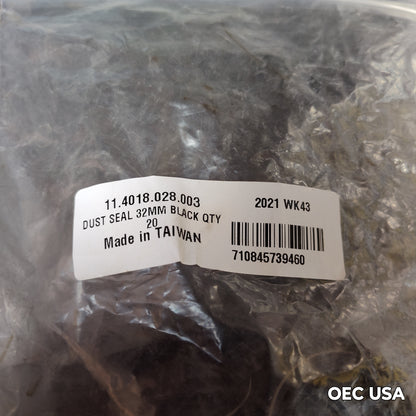 11.4018.028.003
DUST SEAL 32MM BLACK QTY
20
Made in TAIWAN
2021 WK43
710845739460
OEC USA